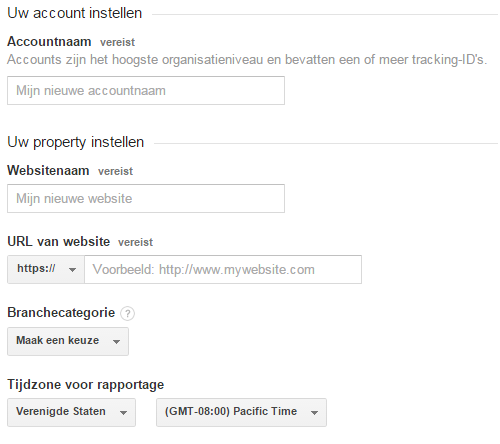 Uw account instellen
Accountnaam vereist
Accounts zijn het hoogste organisatieniveau en bevatten een of meer tracking-ID's.
Mijn nieuwe accountnaam
Uw property instellen
Websitenaam vereist
Mijn nieuwe website
URL van website vereist
https:// Voorbeeld: http://www.mywebsite.com
Branchecategorie ?
Maak een keuze
Tijdzone voor rapportage
Verenigde Staten (GMT-08:00) Pacific Time